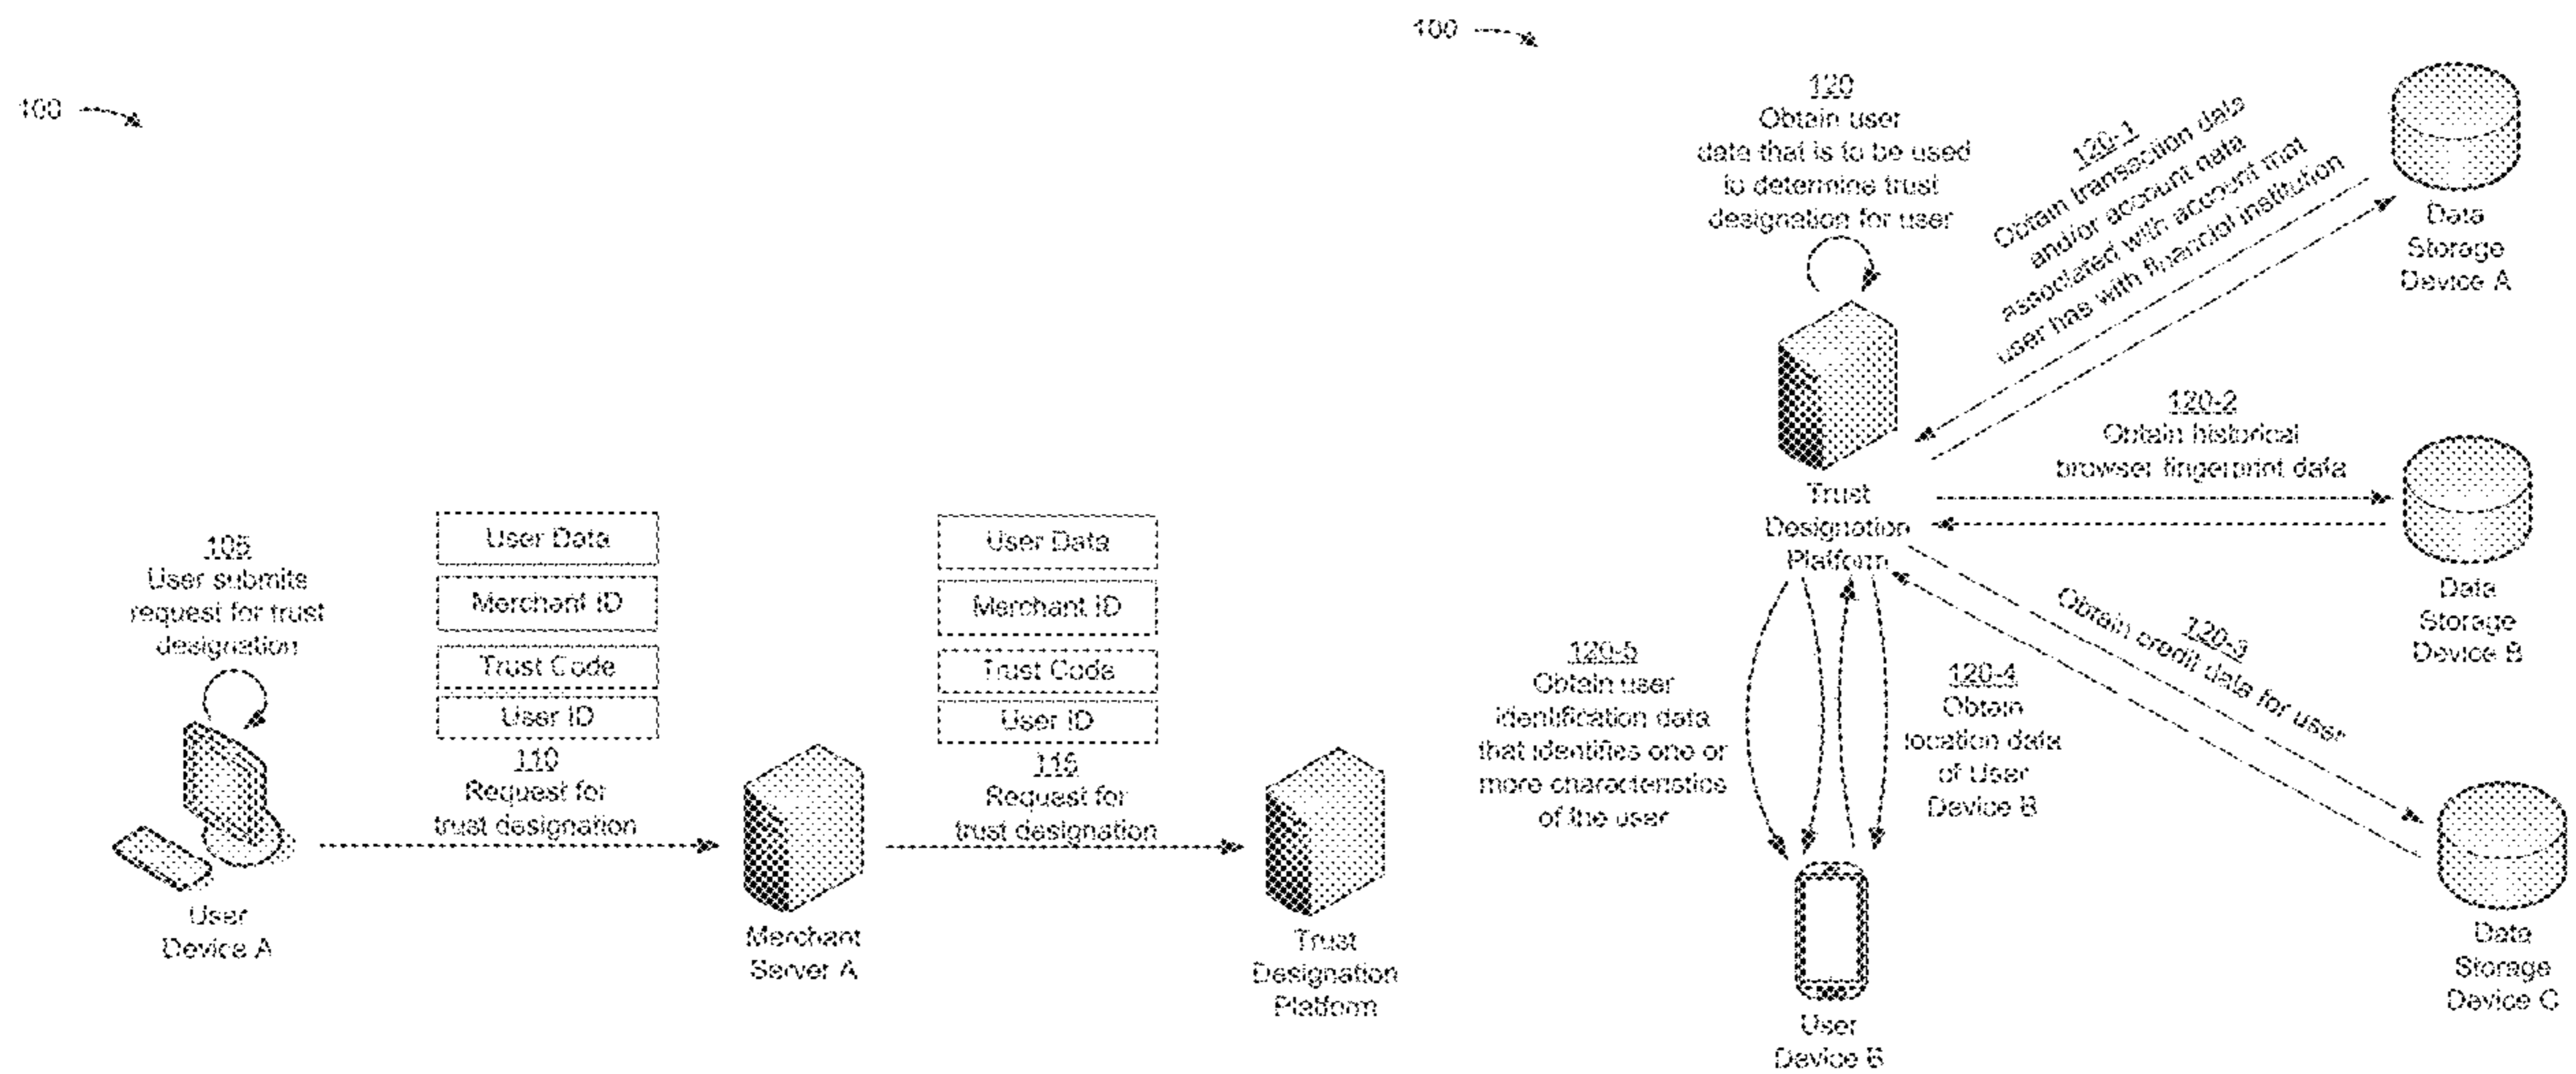 100
105
User submits
request for trust
designation
User Data
Merchant ID
Trust Code
User ID
110
Request for
trust designation
User Data
Merchant ID
Trust Code
User ID
115
Request for
trust designation
User
Device A
Merchant
Server A
Trust
Designation
Platform
100
120
Obtain user
data that is to be used
to determine trust
designation for user
120-1
Obtain transaction data
and/or account data
associated with account that
user has with financial institution
Data
Storage
Device A
Trust
Designation
Platform
120-2
Obtain historical
browser fingerprint data
Data
Storage
Device B
120-3
Obtain credit data for user
120-5
Obtain user
identification data
that identifies one or
more characteristics
of the user
120-4
Obtain
location data
of User
Device B
Data
Storage
Device C
User
Device B